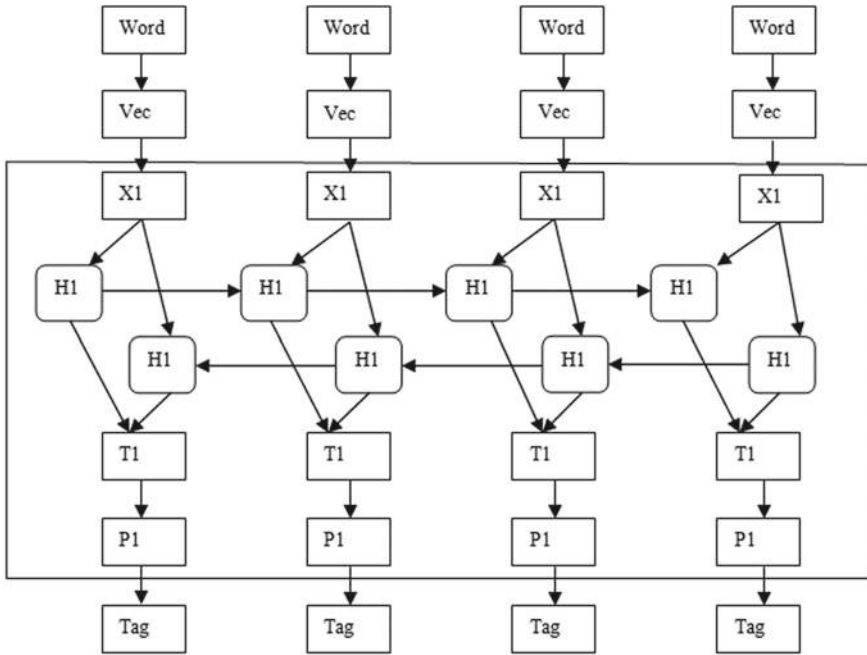 Word Word Word Word
Vec Vec Vec Vec
X1 X1 X1 X1
H1 H1 H1 H1
H1 H1 H1 H1
T1 T1 T1 T1
P1 P1 P1 P1
Tag Tag Tag Tag